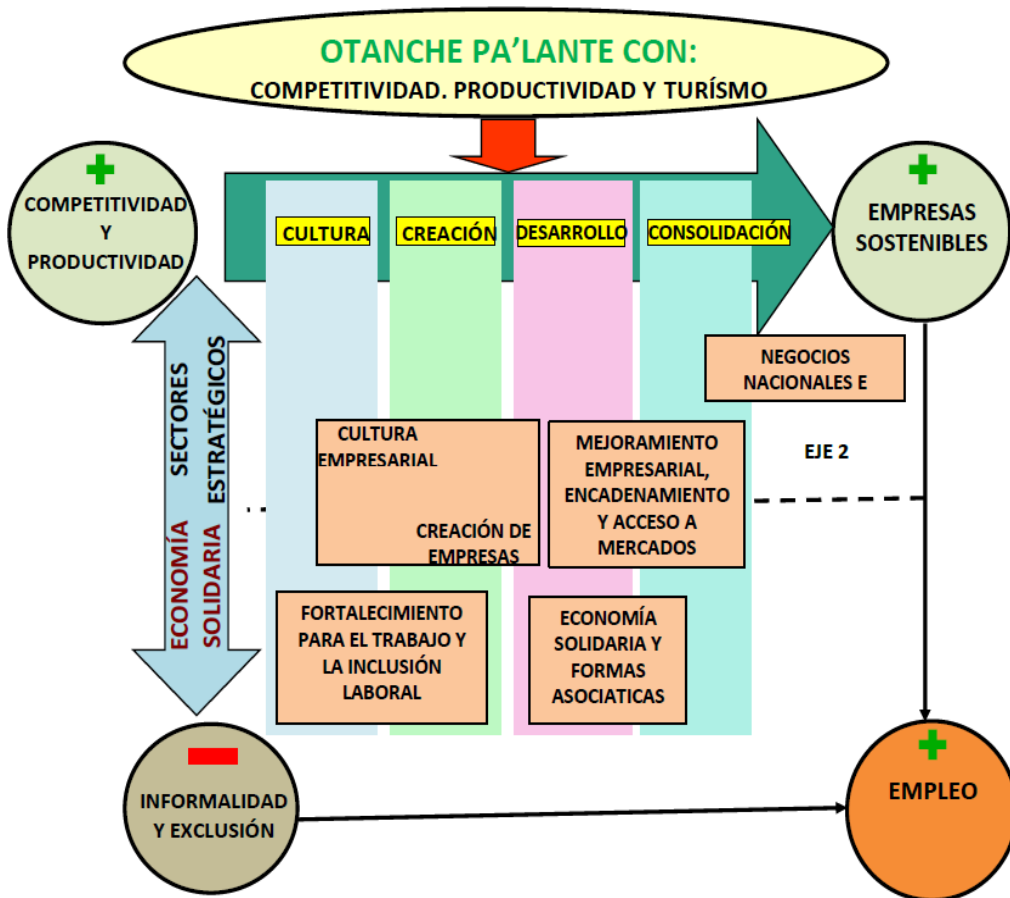 OTANCHE PA’LANTE CON:
COMPETITIVIDAD. PRODUCTIVIDAD Y TURÍSMO
COMPETITIVIDAD
Y
PRODUCTIVIDAD
CULTURA
CREACIÓN
DESARROLLO
CONSOLIDACIÓN
EMPRESAS
SOSTENIBLES
NEGOCIOS
NACIONALES E
SECTORES
ESTRATÉGICOS
ECONOMÍA
SOLIDARIA
CULTURA
EMPRESARIAL
CREACIÓN DE
EMPRESAS
MEJORAMIENTO
EMPRESARIAL,
ENCADENAMIENTO
Y ACCESO A
MERCADOS
EJE 2
FORTALECIMIENTO
PARA EL TRABAJO Y
LA INCLUSIÓN
LABORAL
ECONOMÍA
SOLIDARIA Y
FORMAS
ASOCIATICAS
INFORMALIDAD
Y EXCLUSIÓN
EMPLEO